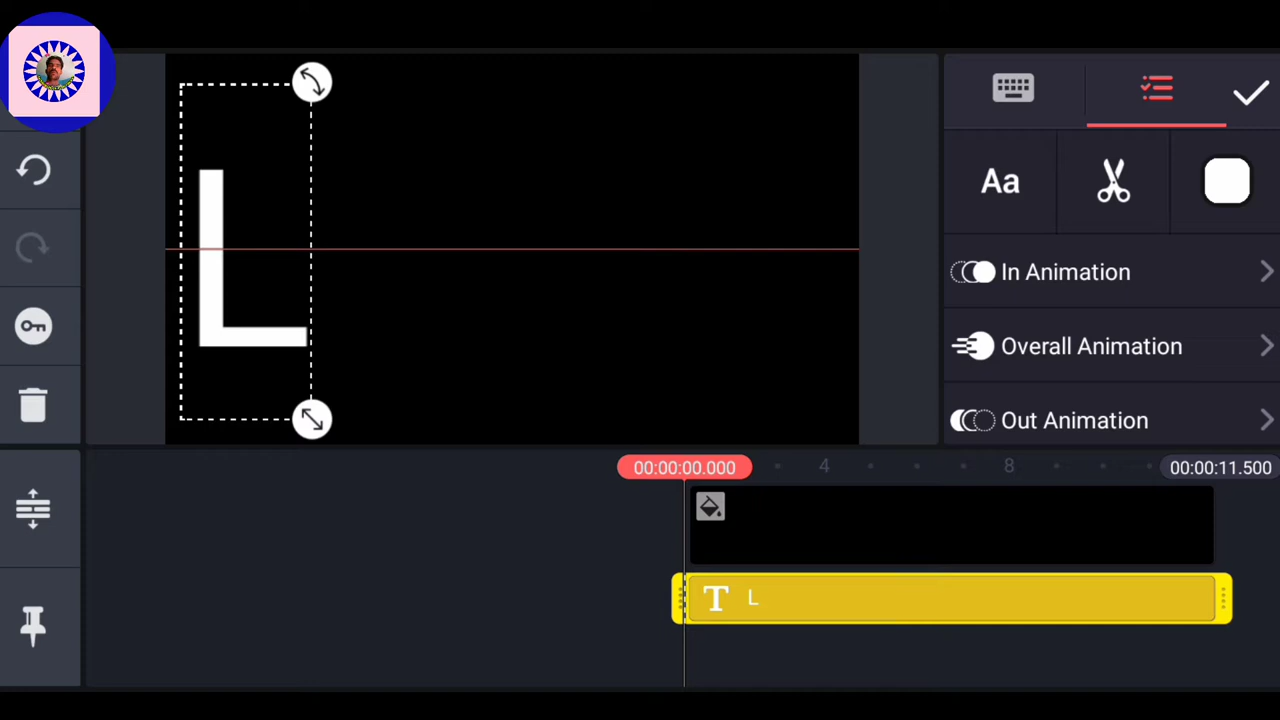 L
Aa
In Animation
Overall Animation
Out Animation
00:00:00.000
4
8
00:00:11.500
T L